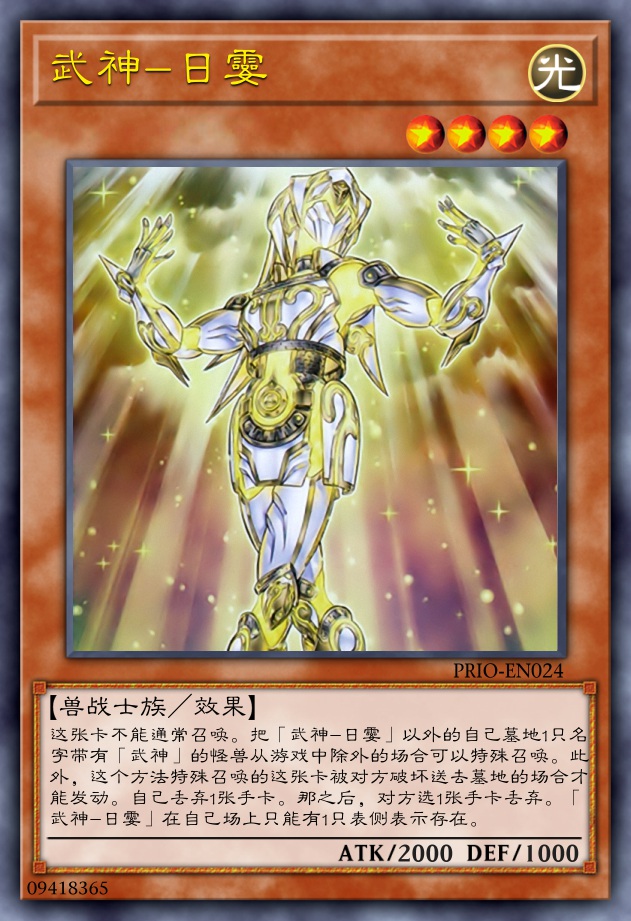 武神-日霎
光
PRIO-EN024
【兽战士族／效果】
这张卡不能通常召唤。把「武神-日霎」以外的自己墓地1只名
字带有「武神」的怪兽从游戏中除外的场合可以特殊召唤。此
外，这个方法特殊召唤的这张卡被对方破坏送去墓地的场合才
能发动。自己丢弃1张手卡。那之后，对方选1张手卡丢弃。「
武神-日霎」在自己场上只能有1只表侧表示存在。
ATK/2000 DEF/1000
09418365